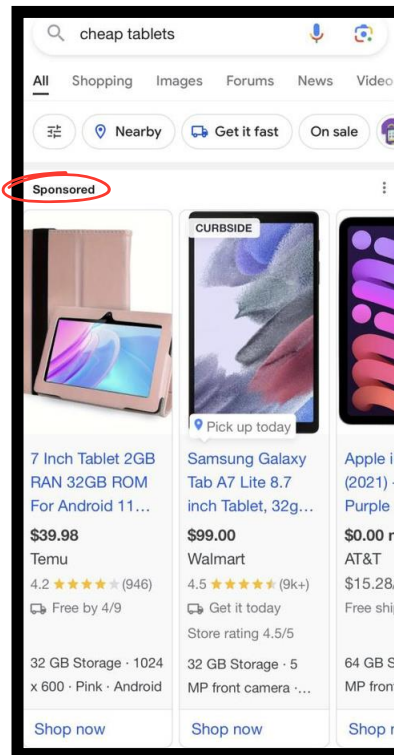 cheap tablets
All Shopping Images Forums News Video
Nearby Get it fast On sale
Sponsored
CURBSIDE
Pick up today
7 Inch Tablet 2GB
RAN 32GB ROM
For Android 11...
$39.98
Temu
4.2 (946)
Free by 4/9
32 GB Storage · 1024
x 600 · Pink · Android
Shop now
Samsung Galaxy
Tab A7 Lite 8.7
inch Tablet, 32g...
$99.00
Walmart
4.5 (9k+)
Get it today
Store rating 4.5/5
32 GB Storage · 5
MP front camera ·...
Shop now
Apple i
(2021) -
Purple
$0.00 
AT&T
$15.28/
Free shi
64 GB S
MP fron
Shop